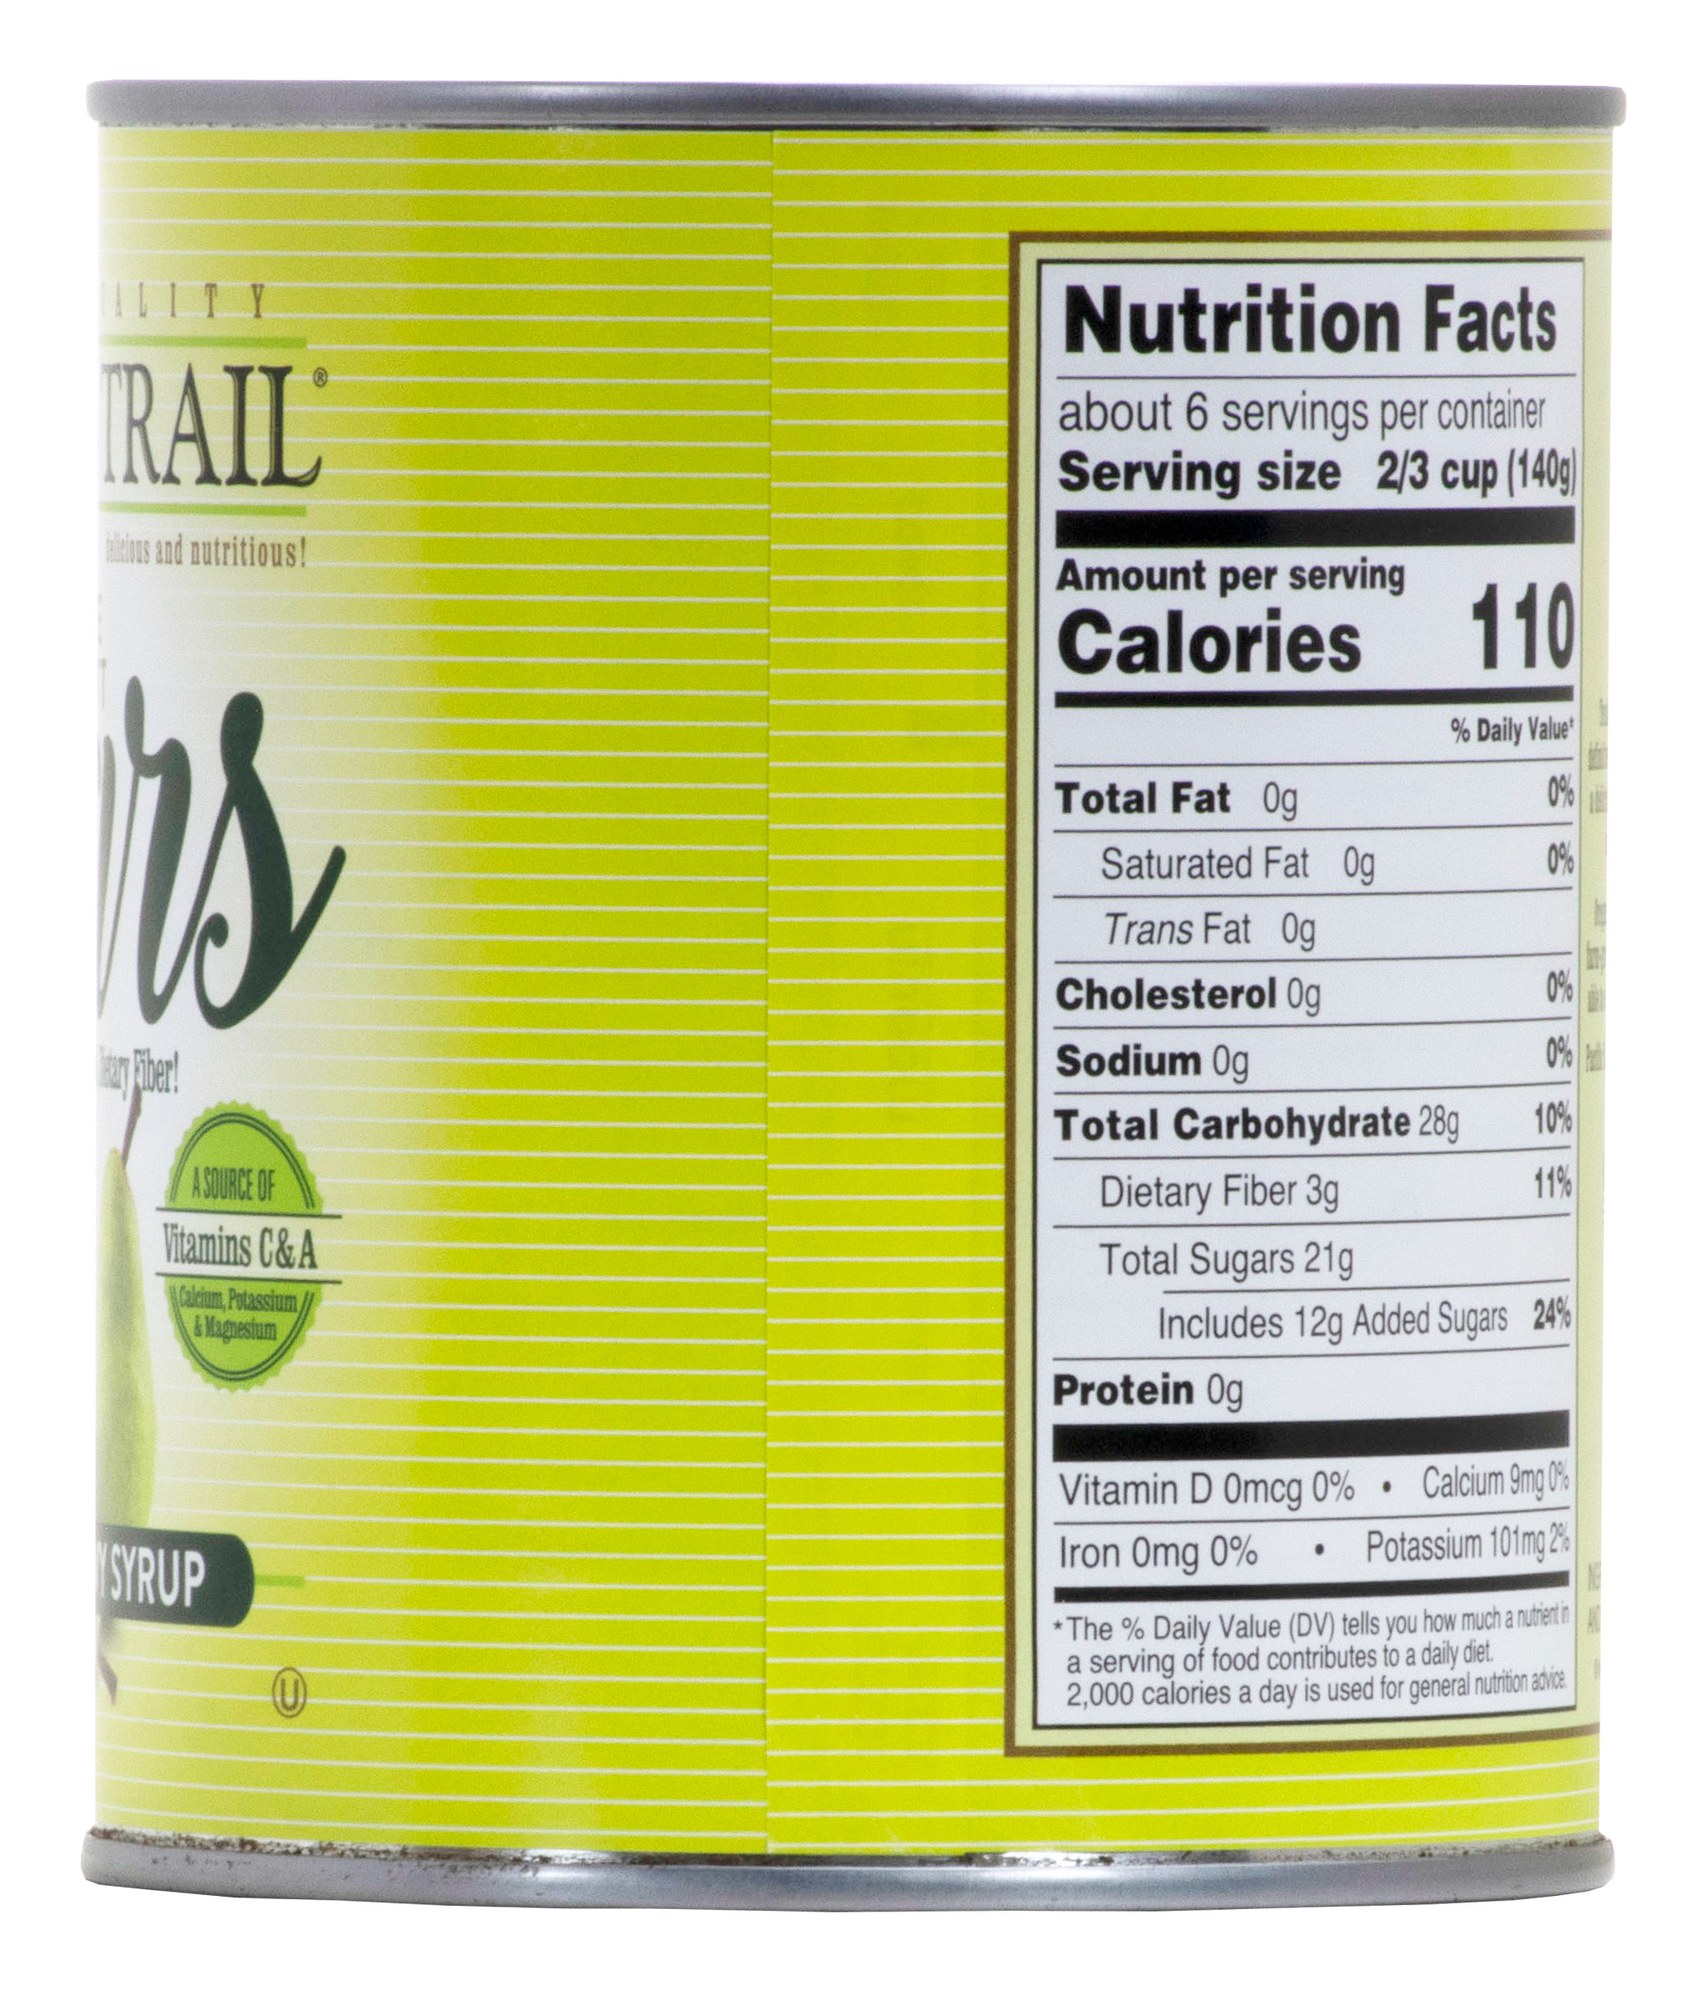 ALITY
TRAIL®
delicious and nutritious!
rs
Fiber!
A SOURCE OF
Vitamins C&A
Calcium, Potassium
& Magnesium
Y SYRUP
U
Nutrition Facts
about 6 servings per container
Serving size 2/3 cup (140g)
Amount per serving
Calories 110
% Daily Value*
Total Fat 0g 0%
Saturated Fat 0g 0%
Trans Fat 0g
Cholesterol 0g 0%
Sodium 0g 0%
Total Carbohydrate 28g 10%
Dietary Fiber 3g 11%
Total Sugars 21g
Includes 12g Added Sugars 24%
Protein 0g
Vitamin D 0mcg 0% • Calcium 9mg 0%
Iron 0mg 0% • Potassium 101mg 2%
*The % Daily Value (DV) tells you how much a nutrient in
a serving of food contributes to a daily diet.
2,000 calories a day is used for general nutrition advice.